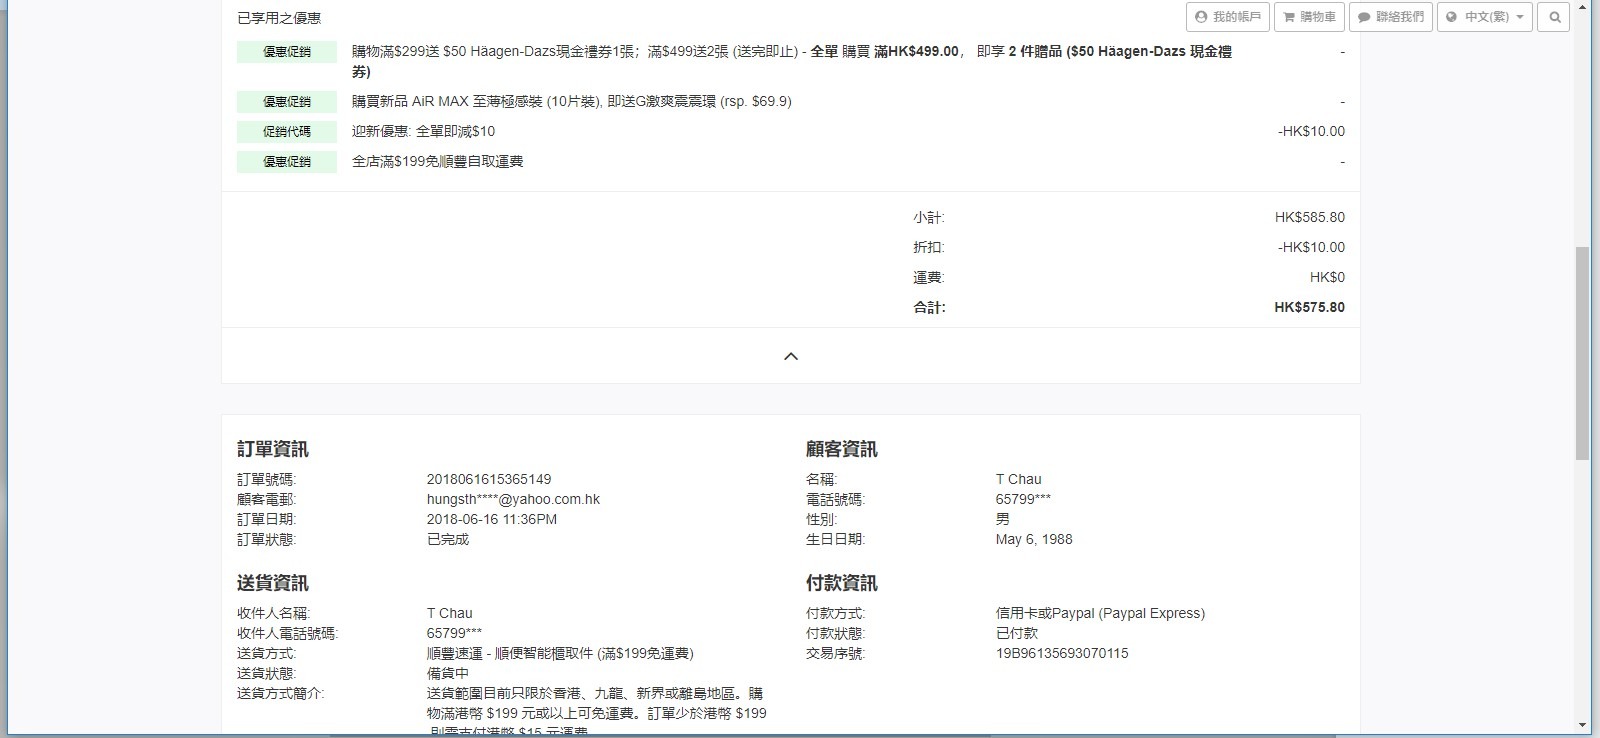 已享用之優惠
我的帳戶
購物車
聯絡我們
中文(繁)
優惠促銷 購物滿$299送 $50 Häagen-Dazs現金禮券1張；滿$499送2張 (送完即止) - 全單 購買 滿HK$499.00， 即享 2 件贈品 ($50 Häagen-Dazs 現金禮 -
券)
優惠促銷 購買新品 AiR MAX 至薄極感裝 (10片裝), 即送G激爽震震環 (rsp. $69.9) -
促銷代碼 迎新優惠: 全單即減$10 -HK$10.00
優惠促銷 全店滿$199免順豐自取運費 -
小計: HK$585.80
折扣: -HK$10.00
運費: HK$0
合計: HK$575.80
訂單資訊
訂單號碼: 2018061615365149
顧客電郵: hungsth****@yahoo.com.hk
訂單日期: 2018-06-16 11:36PM
訂單狀態: 已完成
顧客資訊
名稱: T Chau
電話號碼: 65799***
性別: 男
生日日期: May 6, 1988
送貨資訊
收件人名稱: T Chau
收件人電話號碼: 65799***
送貨方式: 順豐速運 - 順便智能櫃取件 (滿$199免運費)
送貨狀態: 備貨中
送貨方式簡介: 送貨範圍目前只限於香港、九龍、新界或離島地區。購
物滿港幣 $199 元或以上可免運費。訂單少於港幣 $199
則需支付港幣 $15 元運費
付款資訊
付款方式: 信用卡或Paypal (Paypal Express)
付款狀態: 已付款
交易序號: 19B96135693070115